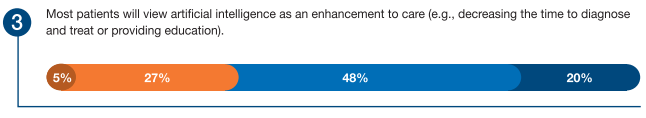 3
Most patients will view artificial intelligence as an enhancement to care (e.g., decreasing the time to diagnose
and treat or providing education).
5% 27% 48% 20%